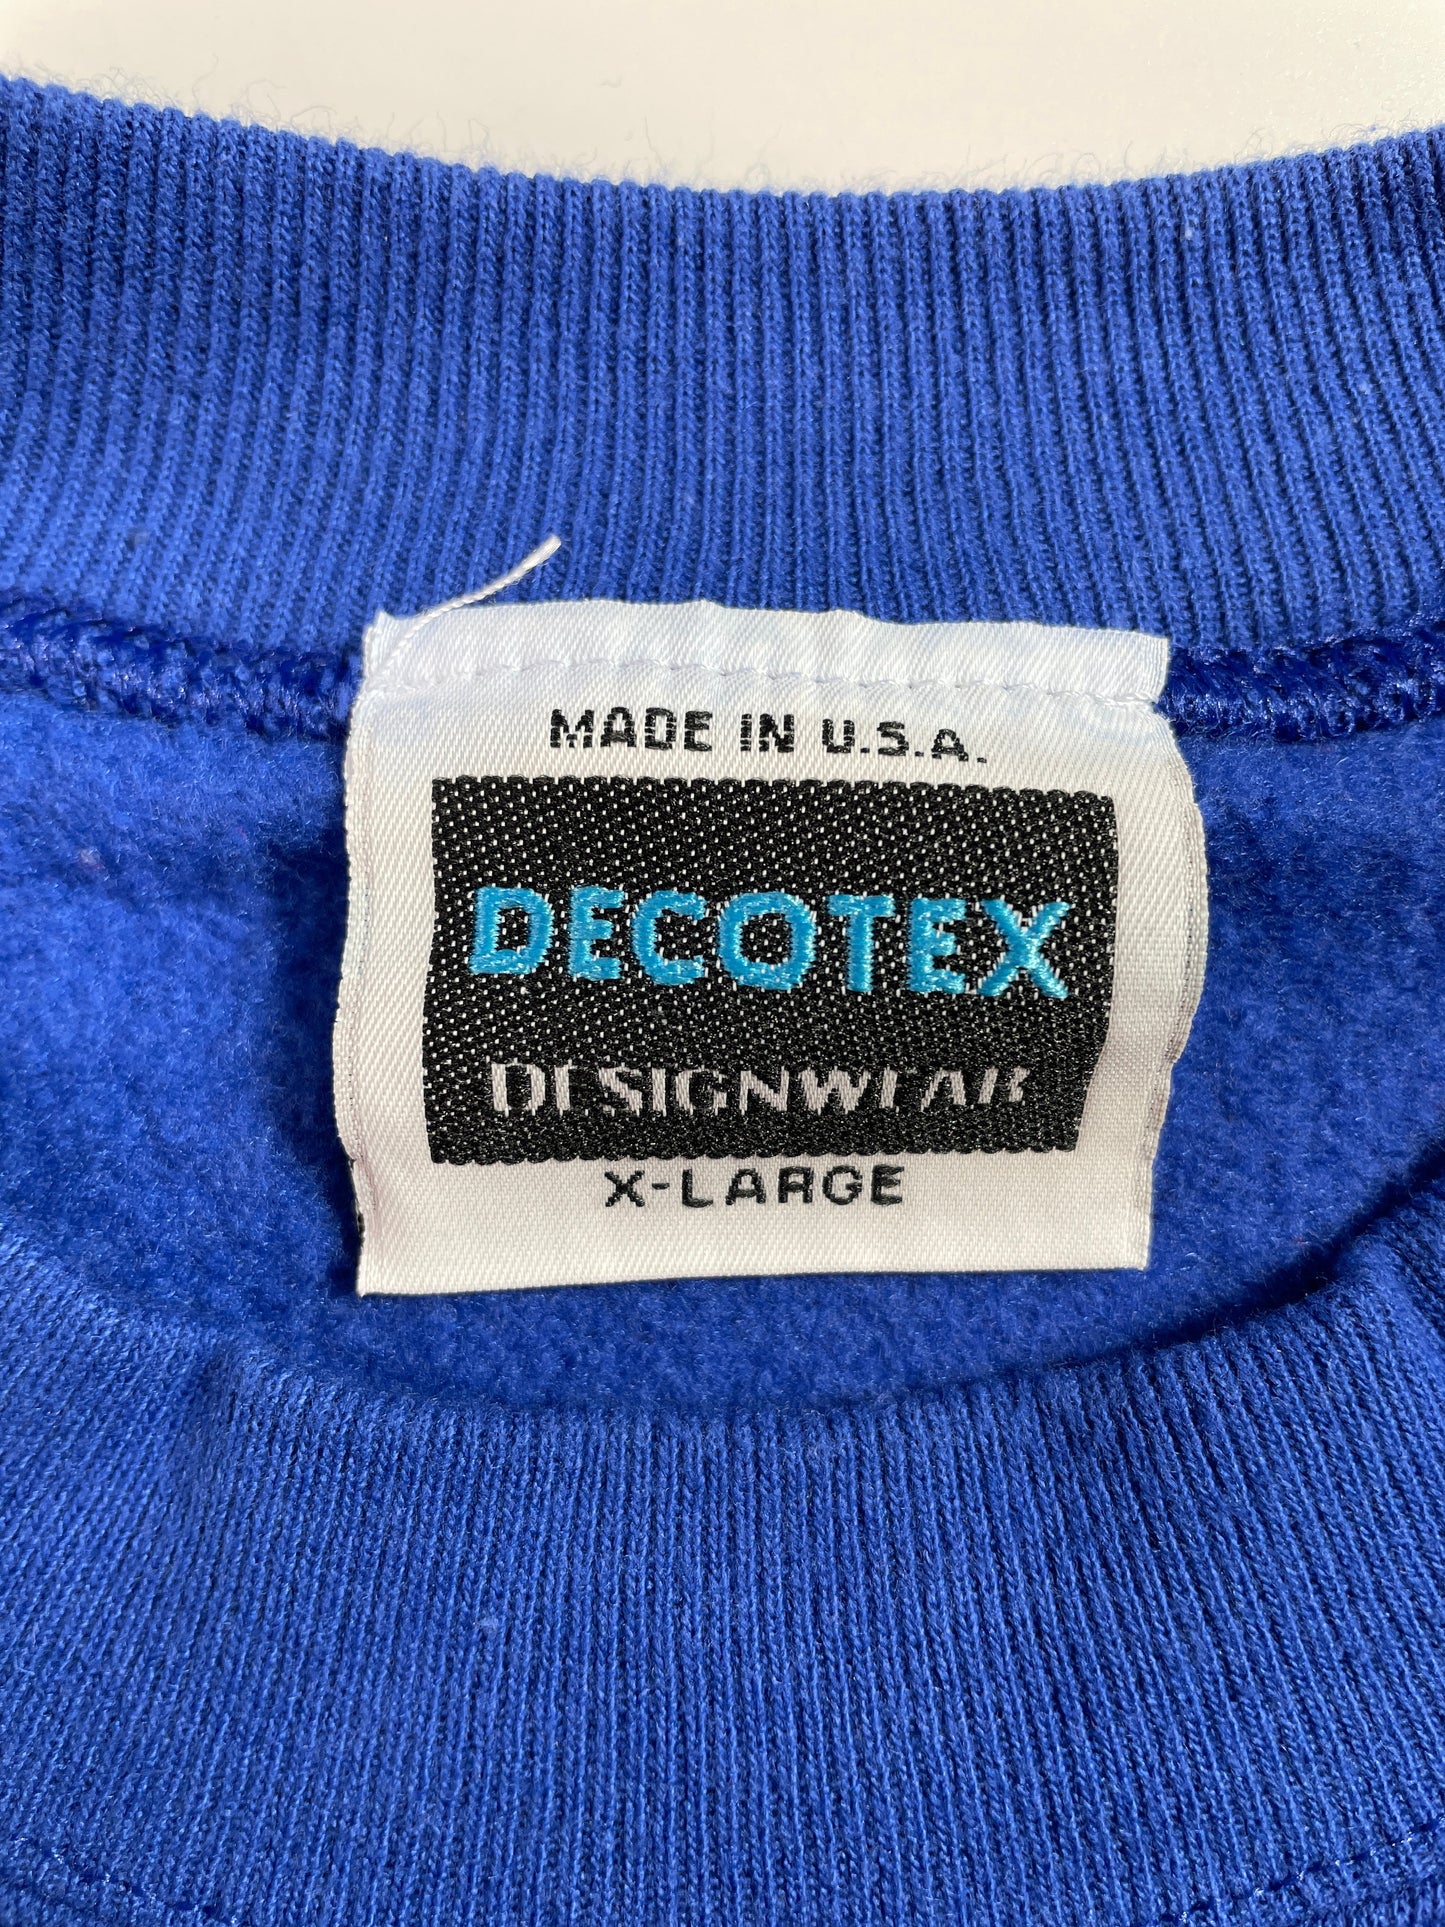 MADE IN U.S.A.
DECOTEX
DESIGNWEAR
X-LARGE